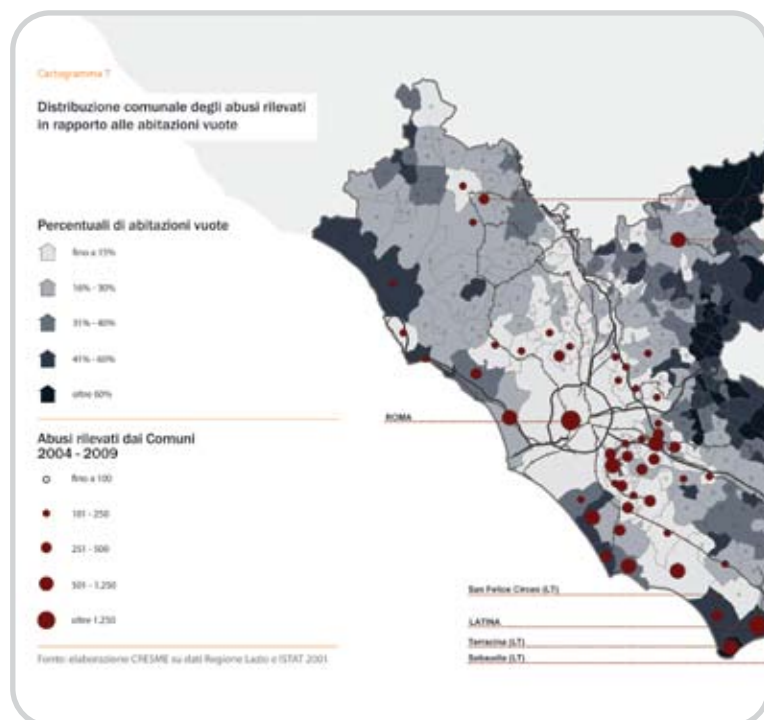 Cartogramma 7
Distribuzione comunale degli abusi rilevati
in rapporto alle abitazioni vuote
Percentuali di abitazioni vuote
fino a 15%
16% - 30%
31% - 40%
41% - 60%
oltre 60%
Abusi rilevati dai Comuni
2004 - 2009
fino a 100
101 - 250
251 - 500
501 - 1.250
oltre 1.250
Fonte: elaborazione CRESME su dati Regione Lazio e ISTAT 2001
ROMA
San Felice Circeo (LT)
LATINA
Terracina (LT)
Sabaudia (LT)